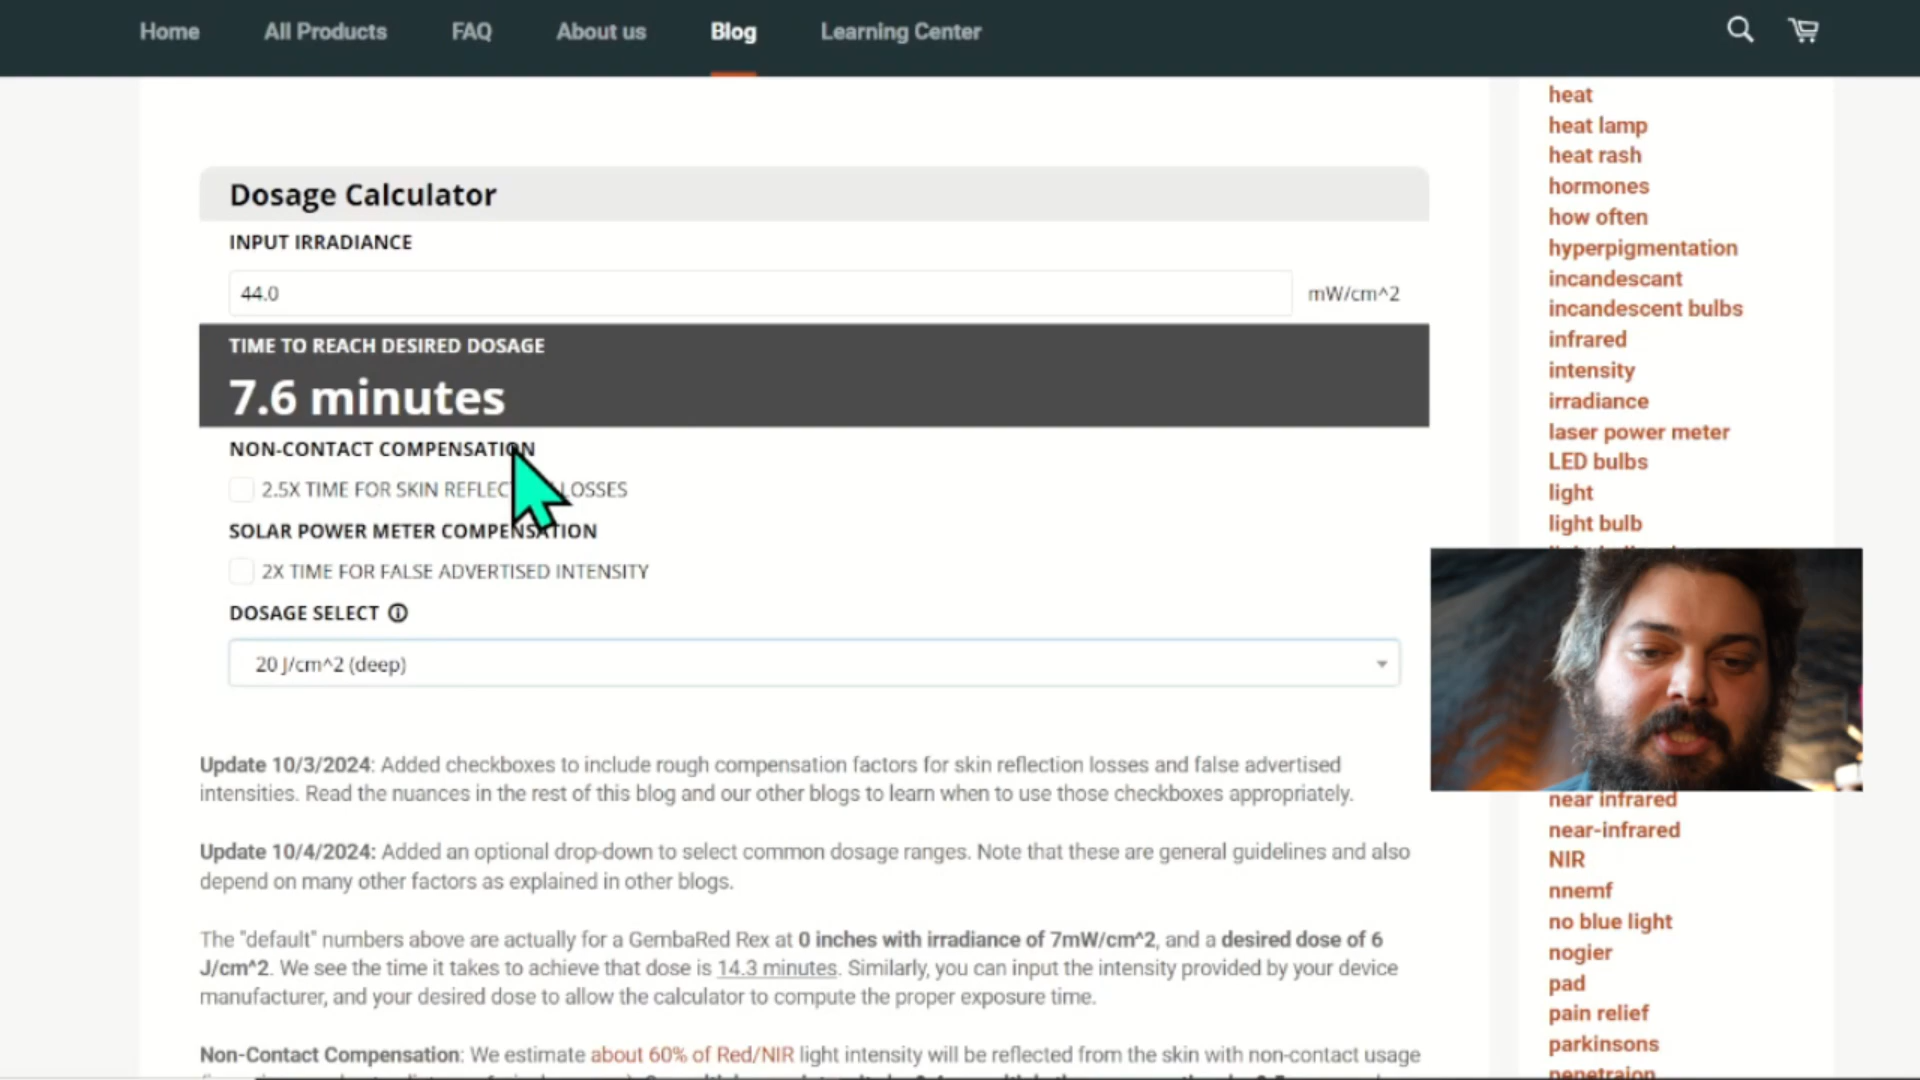 Home All Products FAQ About us Blog Learning Center
Dosage Calculator
INPUT IRRADIANCE
44.0 mW/cm^2
TIME TO REACH DESIRED DOSAGE
7.6 minutes
NON-CONTACT COMPENSATION
2.5X TIME FOR SKIN REFLEC LOSSES
SOLAR POWER METER COMPENSATION
2X TIME FOR FALSE ADVERTISED INTENSITY
DOSAGE SELECT
20 J/cm^2 (deep)
Update 10/3/2024: Added checkboxes to include rough compensation factors for skin reflection losses and false advertised
intensities. Read the nuances in the rest of this blog and our other blogs to learn when to use those checkboxes appropriately.
Update 10/4/2024: Added an optional drop-down to select common dosage ranges. Note that these are general guidelines and also
depend on many other factors as explained in other blogs.
The "default" numbers above are actually for a GembaRed Rex at 0 inches with irradiance of 7mW/cm^2, and a desired dose of 6
J/cm^2. We see the time it takes to achieve that dose is 14.3 minutes. Similarly, you can input the intensity provided by your device
manufacturer, and your desired dose to allow the calculator to compute the proper exposure time.
Non-Contact Compensation: We estimate about 60% of Red/NIR light intensity will be reflected from the skin with non-contact usage
heat
heat lamp
heat rash
hormones
how often
hyperpigmentation
incandescant
incandescent bulbs
infrared
intensity
irradiance
laser power meter
LED bulbs
light
light bulb
near infrared
near-infrared
NIR
nnemf
no blue light
nogier
pad
pain relief
parkinsons
penetraion